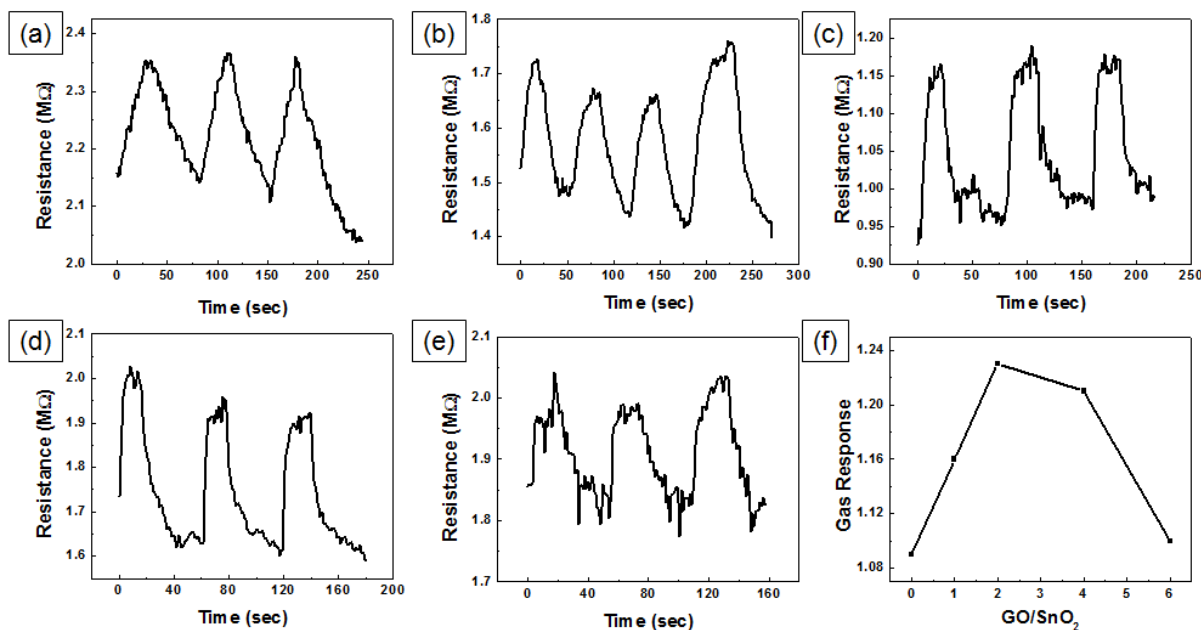 (a)
2.4
2.3
2.2
2.1
2.0
Resistance (MΩ)
0 50 100 150 200 250
Time (sec)
(b)
1.8
1.7
1.6
1.5
1.4
Resistance (MΩ)
0 50 100 150 200 250 300
Time (sec)
(c)
1.20
1.15
1.10
1.05
1.00
0.95
0.90
Resistance (MΩ)
0 50 100 150 200 250
Time (sec)
(d)
2.1
2.0
1.9
1.8
1.7
1.6
Resistance (MΩ)
0 40 80 120 160 200
Time (sec)
(e)
2.1
2.0
1.9
1.8
1.7
Resistance (MΩ)
0 40 80 120 160
Time (sec)
(f)
1.24
1.20
1.16
1.12
1.08
Gas Response
0 1 2 3 4 5 6
GO/SnO₂